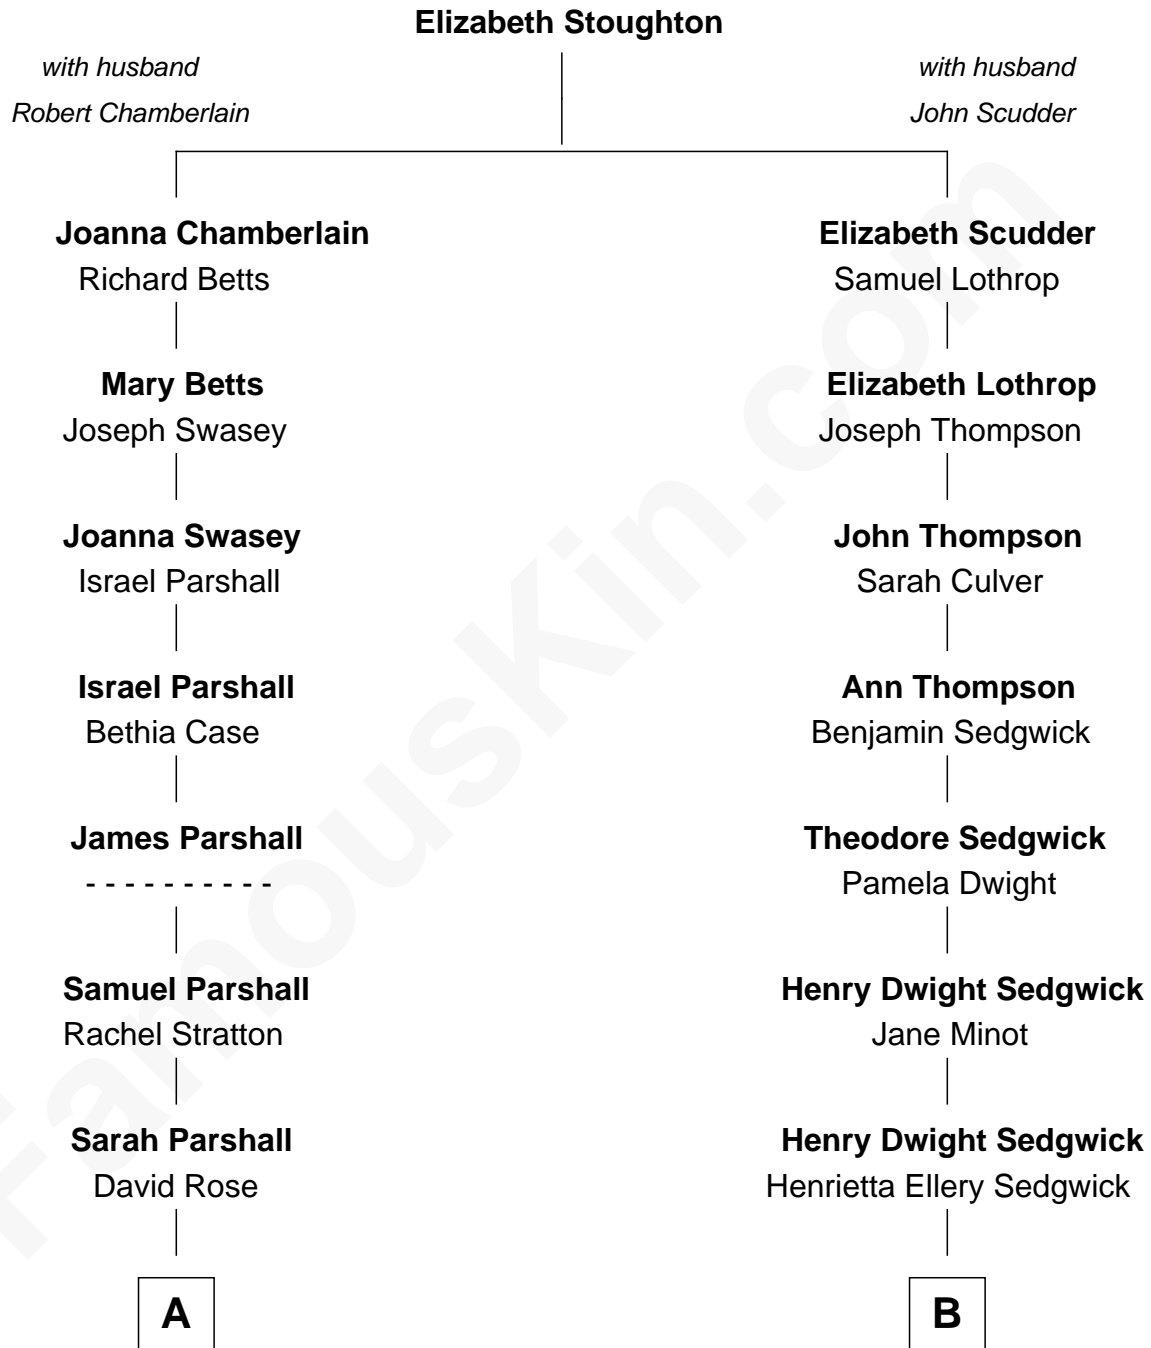 Elizabeth Stoughton
with husband
Robert Chamberlain
with husband
John Scudder
Joanna Chamberlain
Richard Betts
Elizabeth Scudder
Samuel Lothrop
Mary Betts
Joseph Swasey
Elizabeth Lothrop
Joseph Thompson
Joanna Swasey
Israel Parshall
John Thompson
Sarah Culver
Israel Parshall
Bethia Case
Ann Thompson
Benjamin Sedgwick
James Parshall
- - - - - - - - - -
Theodore Sedgwick
Pamela Dwight
Samuel Parshall
Rachel Stratton
Henry Dwight Sedgwick
Jane Minot
Sarah Parshall
David Rose
Henry Dwight Sedgwick
Henrietta Ellery Sedgwick
A
B
FamousKin.com